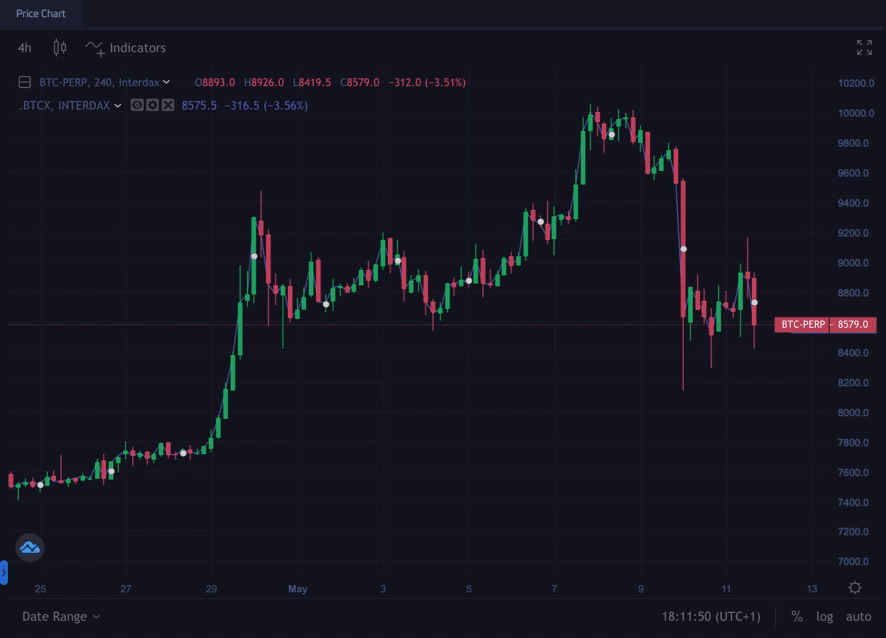 Price Chart
4h Indicators
BTC-PERP, 240, Interdax O8893.0 H8926.0 L8419.5 C8579.0 −312.0 (−3.51%)
.BTCX, INTERDAX 8575.5 −316.5 (−3.56%)
10200.0
10000.0
9800.0
9600.0
9400.0
9200.0
9000.0
8800.0
BTC-PERP 8579.0
8400.0
8200.0
8000.0
7800.0
7600.0
7400.0
7200.0
7000.0
25 27 29 May 3 5 7 9 11 13
Date Range 18:11:50 (UTC+1) % log auto